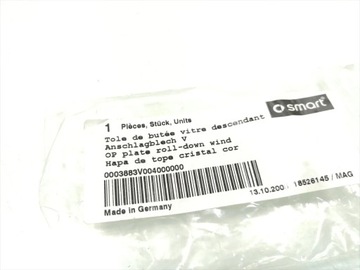 1 Pièces, Stück, Units
smart
Tole de butée vitre descendant
Anschlagblech V
OP plate roll-down wind
Hapa de tope cristal cor
0003883V004000000
13.10.200 18526145 / MAG
Made in Germany